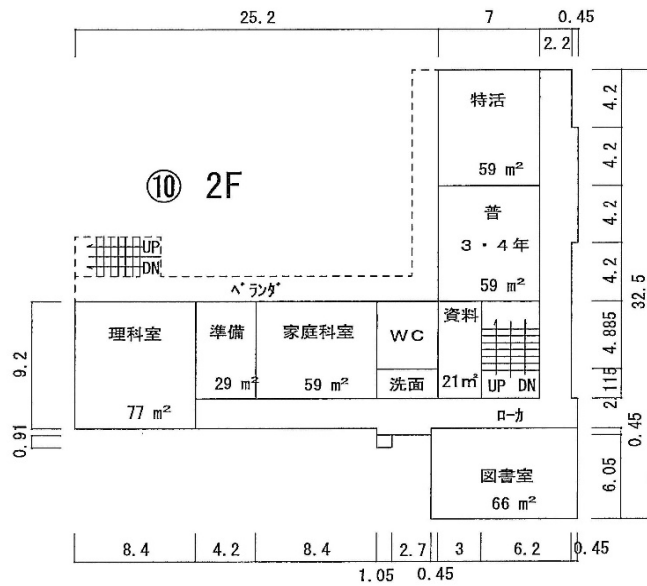 25.2
7
0.45
2.2
特活
59 m²
4.2
4.2
⑩ 2F
普
3・4年
59 m²
4.2
4.2
32.5
UP
DN
ベランダ
理科室
77 m²
準備
29 m²
家庭科室
59 m²
WC
洗面
資料
21㎡
UP DN
4.885
2.115
9.2
0.91
ローカ
0.45
図書室
66 m²
6.05
8.4
4.2
8.4
2.7
3
6.2
0.45
1.05
0.45